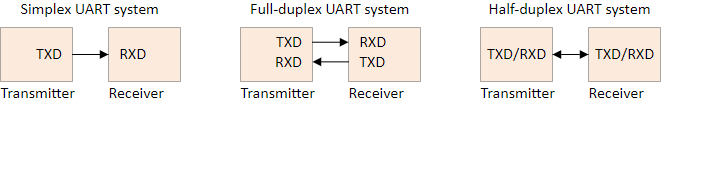 Simplex UART system
TXD
RXD
Transmitter
Receiver
Full-duplex UART system
TXD
RXD
RXD
TXD
Transmitter
Receiver
Half-duplex UART system
TXD/RXD
TXD/RXD
Transmitter
Receiver